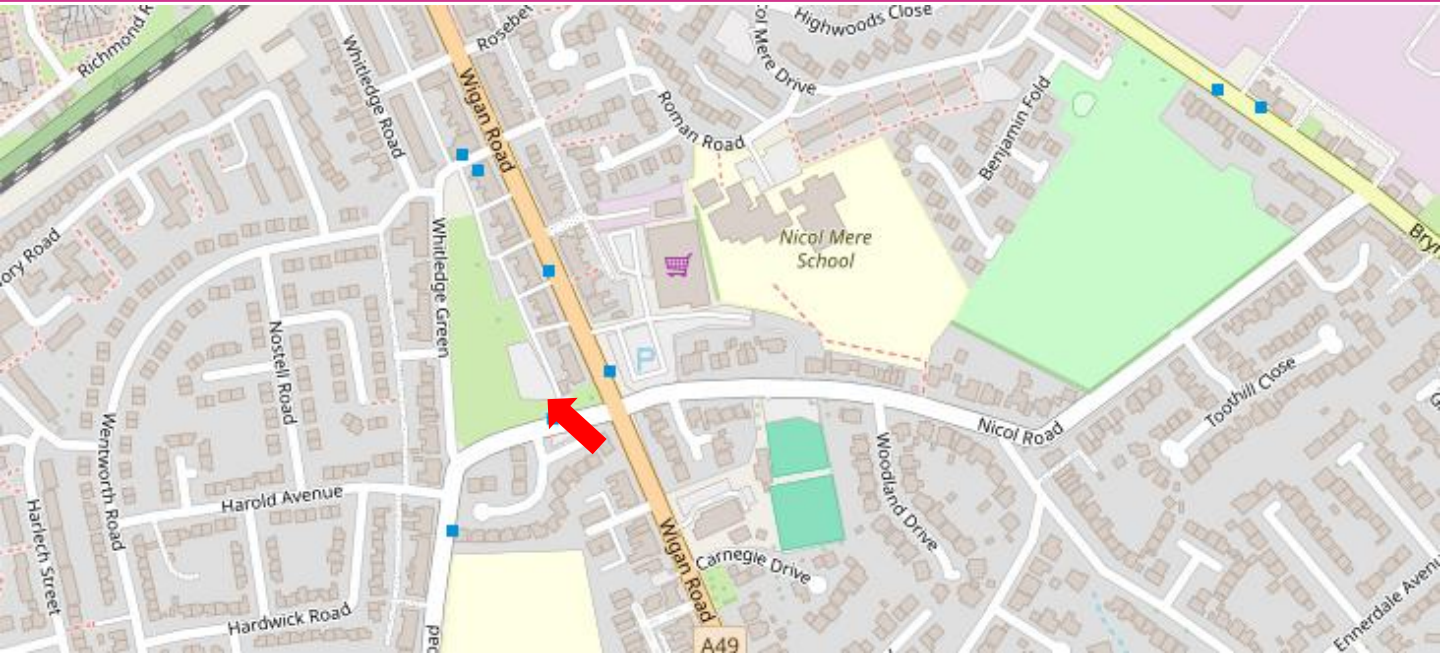 Richmond R
Rosebe
col Mere Drive
Highwoods Close
Whitledge Road
Wigan Road
Roman Road
Benjamin Fold
Nicol Mere
School
Bryn
ory Road
Whitledge Green
Nostell Road
P
Toothill Close
Wentworth Road
Nicol Road
Woodland Drive
Harold Avenue
Harlech Street
Wigan Road
Carnegie Drive
Hardwick Road
Ennerdale Avenu
A49